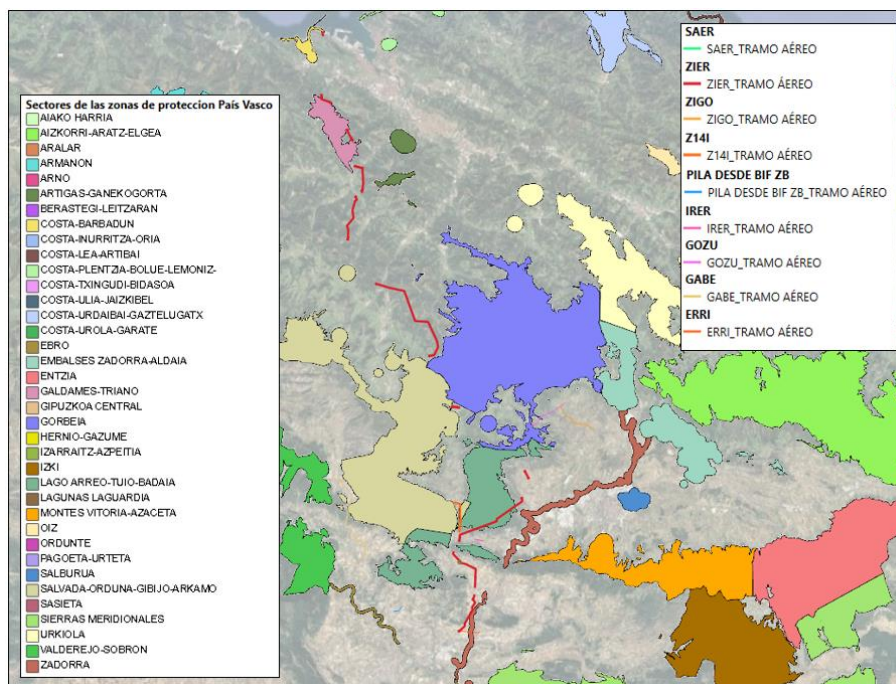 Sectores de las zonas de proteccion País Vasco
AIAKO HARRIA
AIZKORRI-ARATZ-ELGEA
ARALAR
ARMANON
ARNO
ARTIGAS-GANEKOGORTA
BERASTEGI-LEITZARAN
COSTA-BARBADUN
COSTA-INURRITZA-ORIA
COSTA-LEA-ARTIBAI
COSTA-PLENTZIA-BOLUE-LEMONIZ-
COSTA-TXINGUDI-BIDASOA
COSTA-ULIA-JAIZKIBEL
COSTA-URDAIBAI-GAZTELUGATX
COSTA-UROLA-GARATE
EBRO
EMBALSES ZADORRA-ALDAIA
ENTZIA
GALDAMES-TRIANO
GIPUZKOA CENTRAL
GORBEIA
HERNIO-GAZUME
IZARRAITZ-AZPEITIA
IZKI
LAGO ARREO-TUIO-BADAIA
LAGUNAS LAGUARDIA
MONTES VITORIA-AZACETA
OIZ
ORDUNTE
PAGOETA-URTETA
SALBURUA
SALVADA-ORDUNA-GIBIJO-ARKAMO
SASIETA
SIERRAS MERIDIONALES
URKIOLA
VALDEREJO-SOBRON
ZADORRA
SAER
SAER_TRAMO AÉREO
ZIER
ZIER_TRAMO ÁEREO
ZIGO
ZIGO_TRAMO AÉREO
Z14I
Z14I_TRAMO AÉREO
PILA DESDE BIF ZB
PILA DESDE BIF ZB_TRAMO AÉREO
IRER
IRER_TRAMO AÉREO
GOZU
GOZU_TRAMO AÉREO
GABE
GABE_TRAMO AÉREO
ERRI
ERRI_TRAMO AÉREO